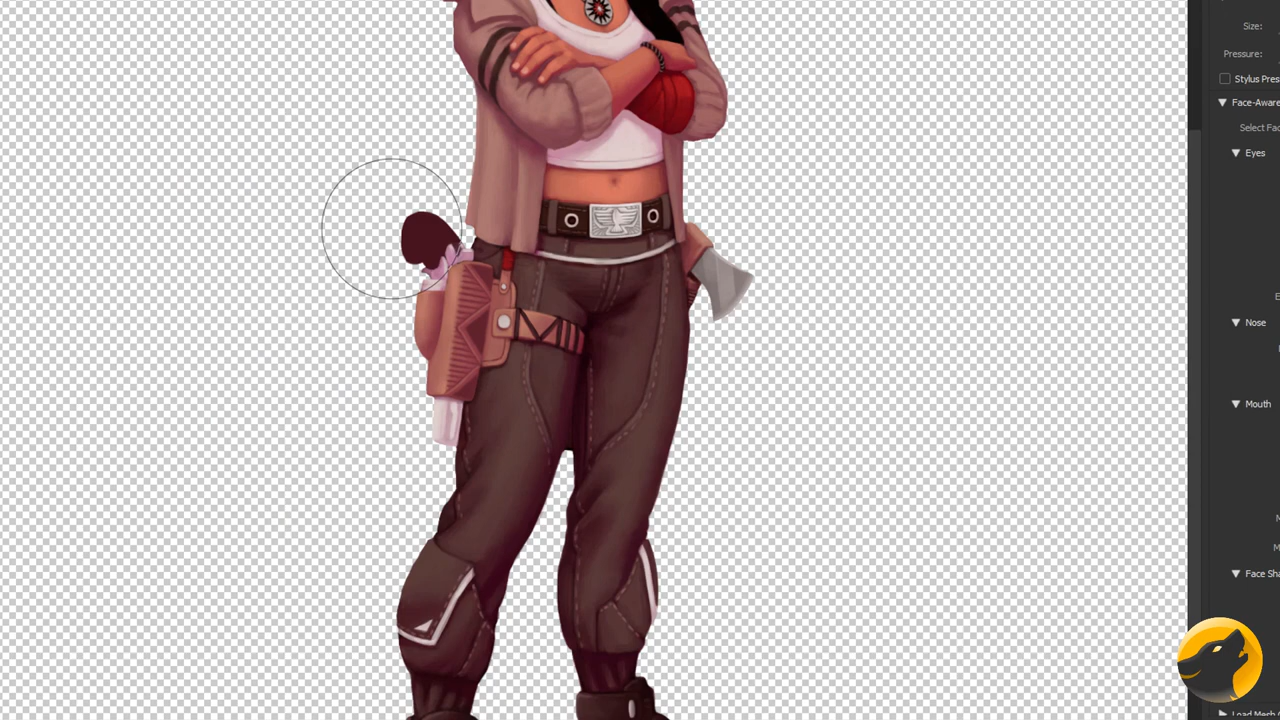 Size:
Pressure:
Stylus Pres
Face-Aware
Select Fac
Eyes
Nose
Mouth
Face Sha
Load Mesh